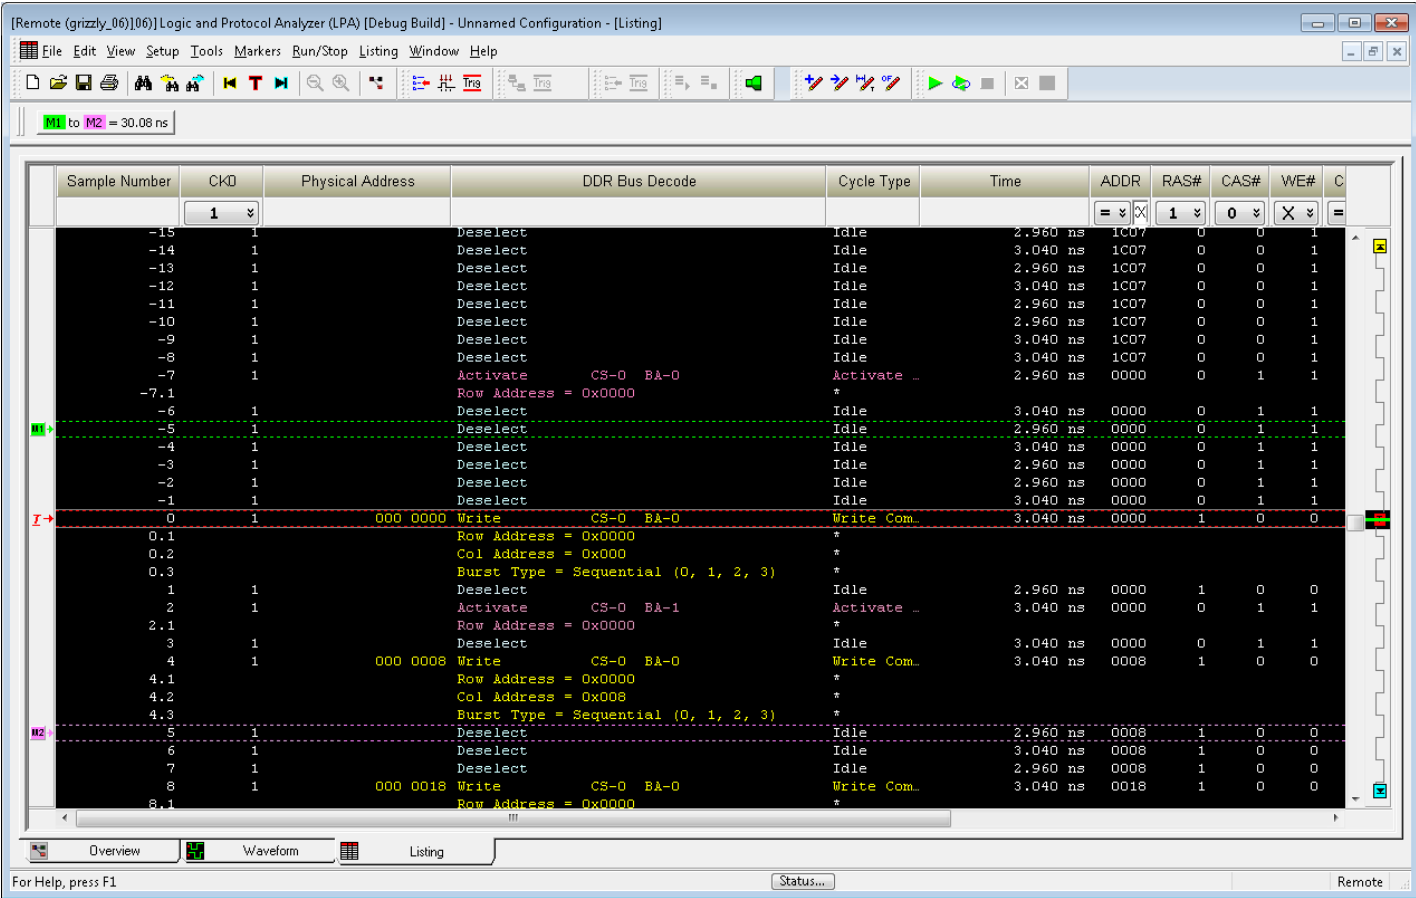 [Remote (grizzly_06)]06)] Logic and Protocol Analyzer (LPA) [Debug Build] - Unnamed Configuration - [Listing]
File Edit View Setup Tools Markers Run/Stop Listing Window Help
T Trig Trig Trig
M1 to M2 = 30.08 ns
Sample Number CK0 Physical Address DDR Bus Decode Cycle Type Time ADDR RAS# CAS# WE# C
1 = X 1 0 X =
-15 1 Deselect Idle 2.960 ns 1C07 0 0 1
-14 1 Deselect Idle 3.040 ns 1C07 0 0 1
-13 1 Deselect Idle 2.960 ns 1C07 0 0 1
-12 1 Deselect Idle 3.040 ns 1C07 0 0 1
-11 1 Deselect Idle 2.960 ns 1C07 0 0 1
-10 1 Deselect Idle 2.960 ns 1C07 0 0 1
-9 1 Deselect Idle 3.040 ns 1C07 0 0 1
-8 1 Deselect Idle 3.040 ns 1C07 0 0 1
-7 1 Activate CS-0 BA-0 Activate … 2.960 ns 0000 0 1 1
-7.1 Row Address = 0x0000 *
-6 1 Deselect Idle 3.040 ns 0000 0 1 1
M1 -5 1 Deselect Idle 2.960 ns 0000 0 1 1
-4 1 Deselect Idle 3.040 ns 0000 0 1 1
-3 1 Deselect Idle 2.960 ns 0000 0 1 1
-2 1 Deselect Idle 2.960 ns 0000 0 1 1
-1 1 Deselect Idle 3.040 ns 0000 0 1 1
T 0 1 000 0000 Write CS-0 BA-0 Write Com… 3.040 ns 0000 1 0 0
0.1 Row Address = 0x0000 *
0.2 Col Address = 0x000 *
0.3 Burst Type = Sequential (0, 1, 2, 3) *
1 1 Deselect Idle 2.960 ns 0000 1 0 0
2 1 Activate CS-0 BA-1 Activate … 3.040 ns 0000 0 1 1
2.1 Row Address = 0x0000 *
3 1 Deselect Idle 3.040 ns 0000 0 1 1
4 1 000 0008 Write CS-0 BA-0 Write Com… 3.040 ns 0008 1 0 0
4.1 Row Address = 0x0000 *
4.2 Col Address = 0x008 *
4.3 Burst Type = Sequential (0, 1, 2, 3) *
M2 5 1 Deselect Idle 2.960 ns 0008 1 0 0
6 1 Deselect Idle 3.040 ns 0008 1 0 0
7 1 Deselect Idle 2.960 ns 0008 1 0 0
8 1 000 0018 Write CS-0 BA-0 Write Com… 3.040 ns 0018 1 0 0
8.1 Row Address = 0x0000 *
Overview Waveform Listing
For Help, press F1 Status... Remote